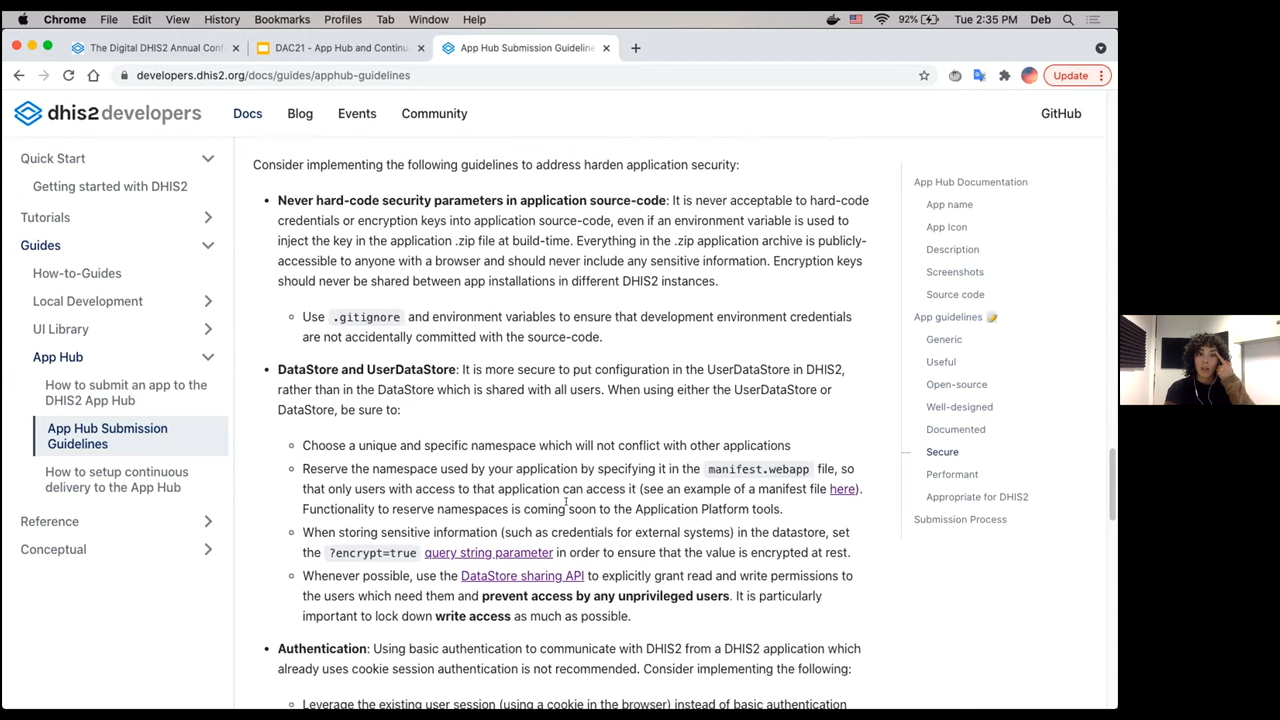 Chrome File Edit View History Bookmarks Profiles Tab Window Help 92% Tue 2:35 PM Deb
The Digital DHIS2 Annual Conf
DAC21 - App Hub and Continu
App Hub Submission Guideline
developers.dhis2.org/docs/guides/apphub-guidelines
Update
dhis2developers Docs Blog Events Community GitHub
Quick Start
Getting started with DHIS2
Tutorials
Guides
How-to-Guides
Local Development
UI Library
App Hub
How to submit an app to the
DHIS2 App Hub
App Hub Submission
Guidelines
How to setup continuous
delivery to the App Hub
Reference
Conceptual
Consider implementing the following guidelines to address harden application security:
Never hard-code security parameters in application source-code: It is never acceptable to hard-code
credentials or encryption keys into application source-code, even if an environment variable is used to
inject the key in the application .zip file at build-time. Everything in the .zip application archive is publicly-
accessible to anyone with a browser and should never include any sensitive information. Encryption keys
should never be shared between app installations in different DHIS2 instances.
Use .gitignore and environment variables to ensure that development environment credentials
are not accidentally committed with the source-code.
DataStore and UserDataStore: It is more secure to put configuration in the UserDataStore in DHIS2,
rather than in the DataStore which is shared with all users. When using either the UserDataStore or
DataStore, be sure to:
Choose a unique and specific namespace which will not conflict with other applications
Reserve the namespace used by your application by specifying it in the manifest.webapp file, so
that only users with access to that application can access it (see an example of a manifest file here).
Functionality to reserve namespaces is coming soon to the Application Platform tools.
When storing sensitive information (such as credentials for external systems) in the datastore, set
the ?encrypt=true query string parameter in order to ensure that the value is encrypted at rest.
Whenever possible, use the DataStore sharing API to explicitly grant read and write permissions to
the users which need them and prevent access by any unprivileged users. It is particularly
important to lock down write access as much as possible.
Authentication: Using basic authentication to communicate with DHIS2 from a DHIS2 application which
already uses cookie session authentication is not recommended. Consider implementing the following:
Leverage the existing user session (using a cookie in the browser) instead of basic authentication
App Hub Documentation
App name
App Icon
Description
Screenshots
Source code
App guidelines
Generic
Useful
Open-source
Well-designed
Documented
Secure
Performant
Appropriate for DHIS2
Submission Process